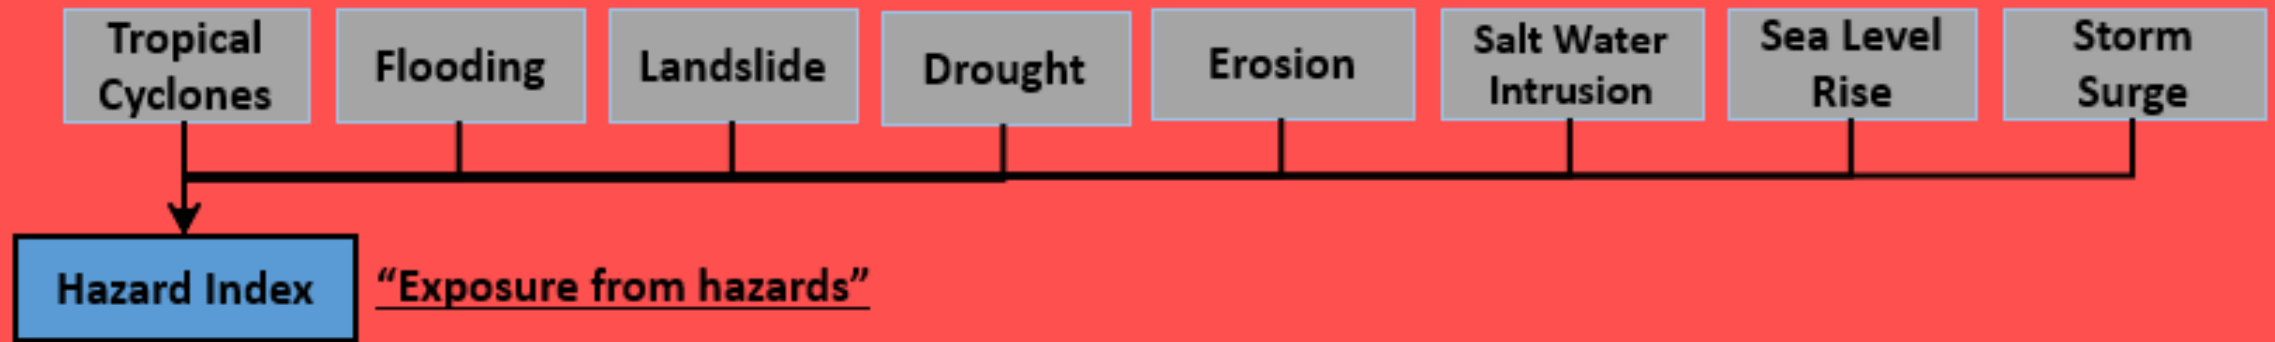 Tropical
Cyclones
Flooding
Landslide
Drought
Erosion
Salt Water
Intrusion
Sea Level
Rise
Storm
Surge
Hazard Index
“Exposure from hazards”